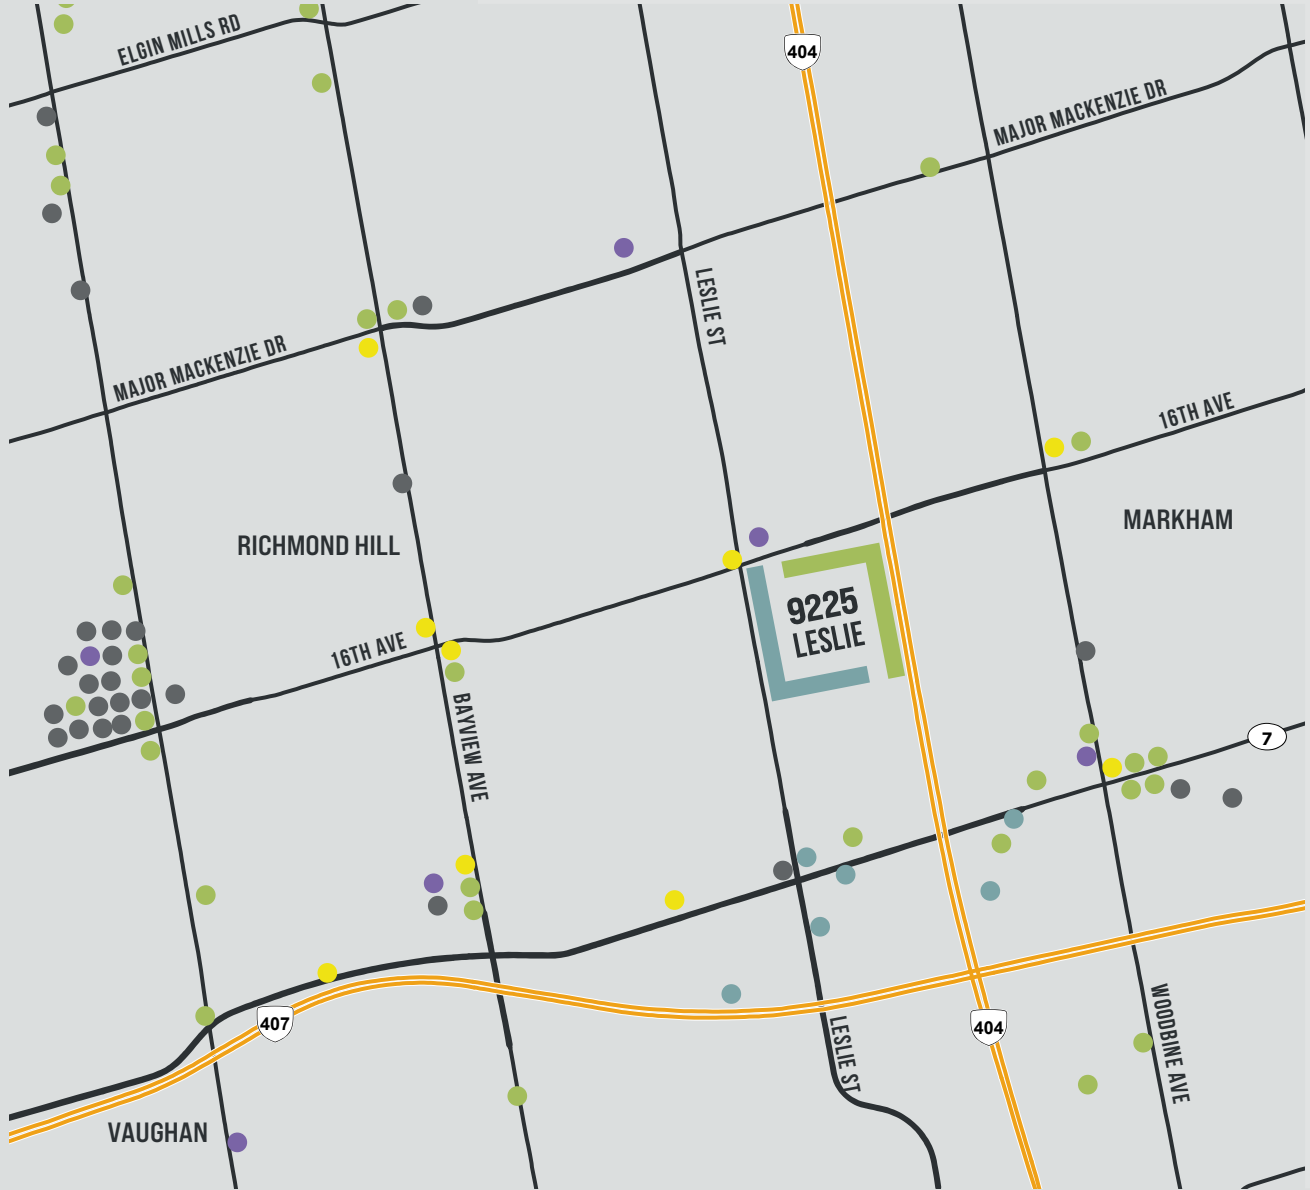 ELGIN MILLS RD
404
MAJOR MACKENZIE DR
LESLIE ST
MAJOR MACKENZIE DR
16TH AVE
MARKHAM
RICHMOND HILL
9225
LESLIE
16TH AVE
BAYVIEW AVE
7
407
404
LESLIE ST
WOODBINE AVE
VAUGHAN